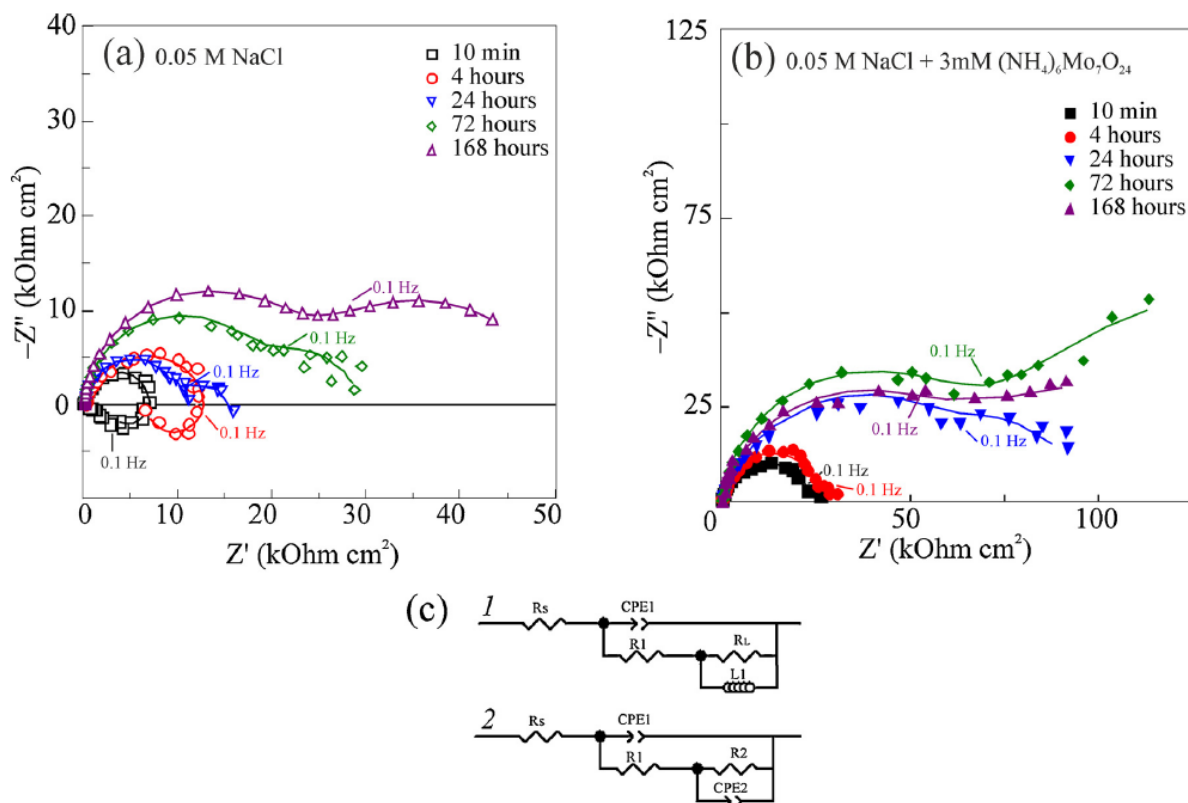 (a) 0.05 M NaCl
10 min
4 hours
24 hours
72 hours
168 hours
40
30
20
10
0
–Z" (kOhm cm²)
0.1 Hz
0.1 Hz
0.1 Hz
0.1 Hz
0.1 Hz
0 10 20 30 40 50
Z' (kOhm cm²)
(b) 0.05 M NaCl + 3mM (NH₄)₆Mo₇O₂₄
10 min
4 hours
24 hours
72 hours
168 hours
125
75
25
–Z" (kOhm cm²)
0.1 Hz
0.1 Hz
0.1 Hz
0.1 Hz
0.1 Hz
0 50 100
Z' (kOhm cm²)
(c)
1 Rs CPE1
R1 RL
L1
2 Rs CPE1
R1 R2
CPE2